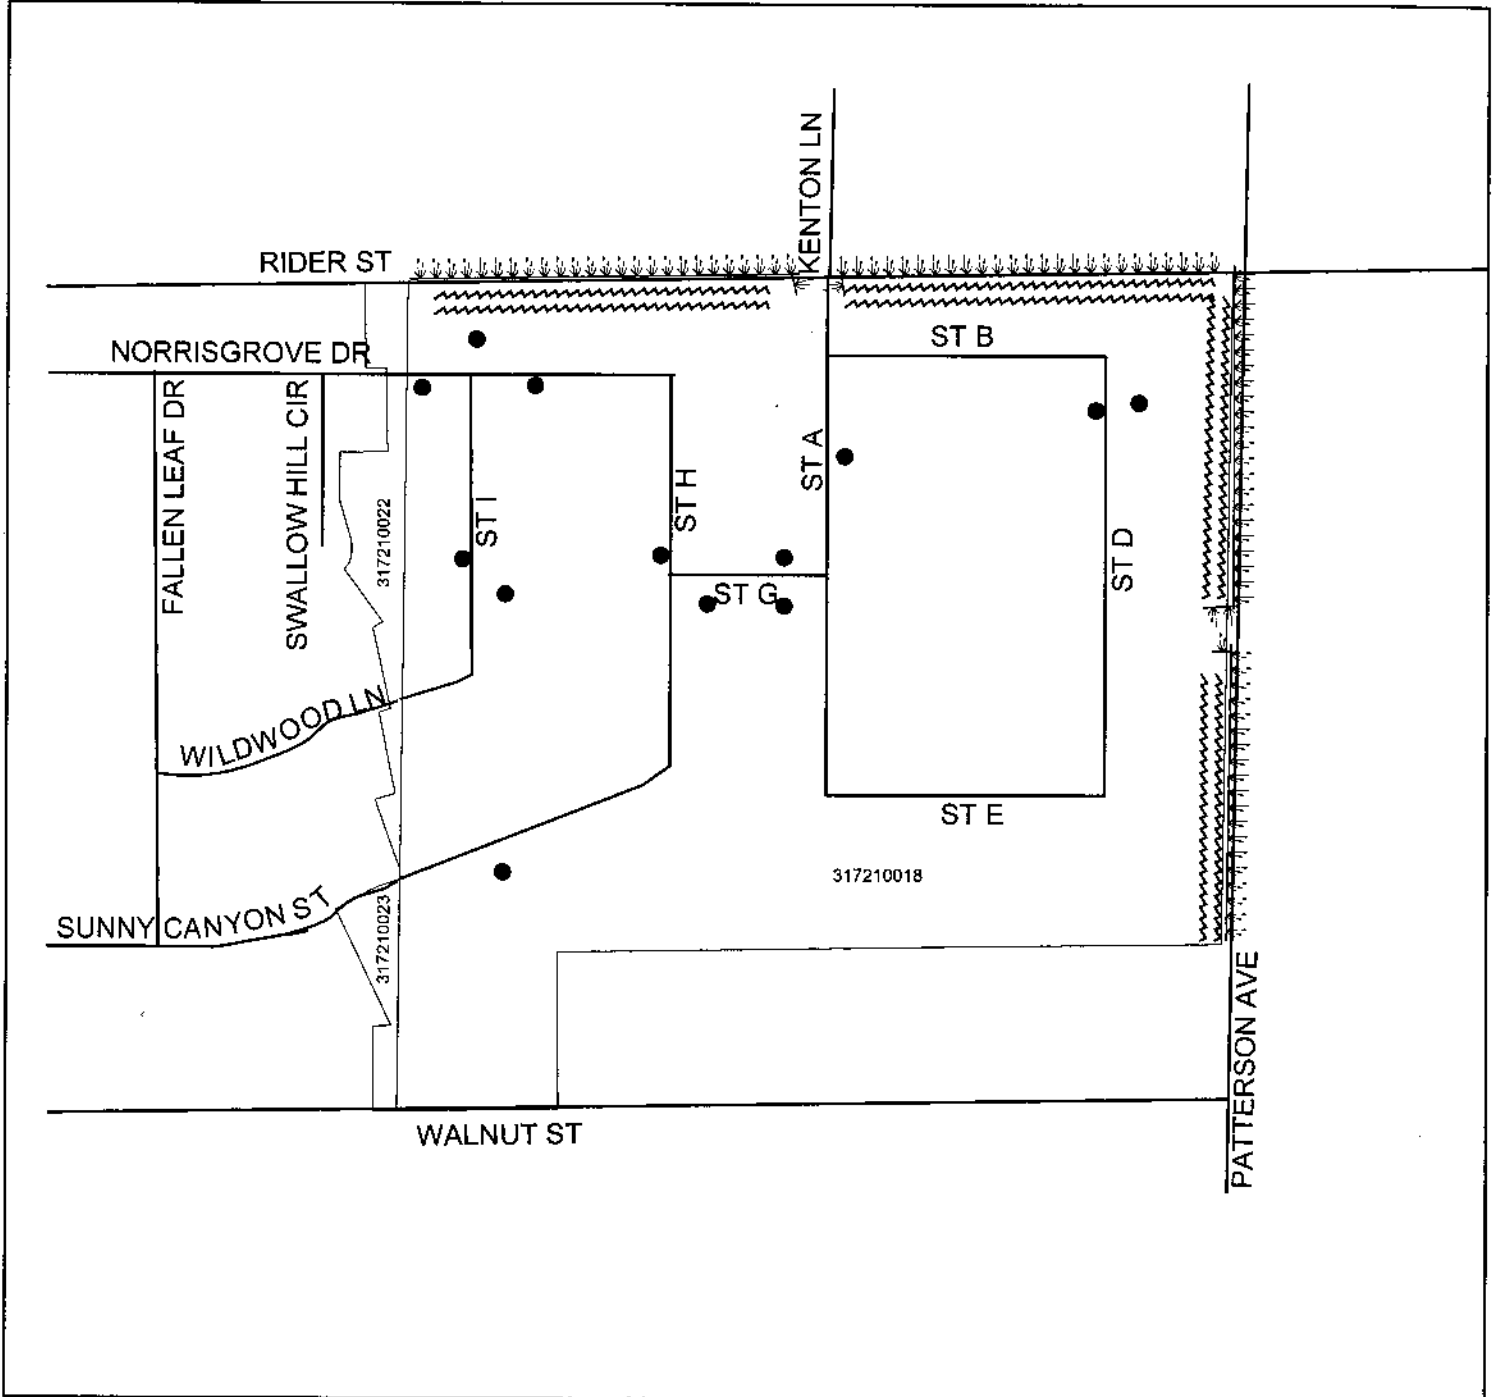 KENTON LN
RIDER ST
ST B
NORRISGROVE DR
FALLEN LEAF DR
SWALLOW HILL CIR
317210022
ST I
ST H
ST A
ST D
ST G
WILDWOOD LN
ST E
317210018
SUNNY CANYON ST
317210023
PATTERSON AVE
WALNUT ST